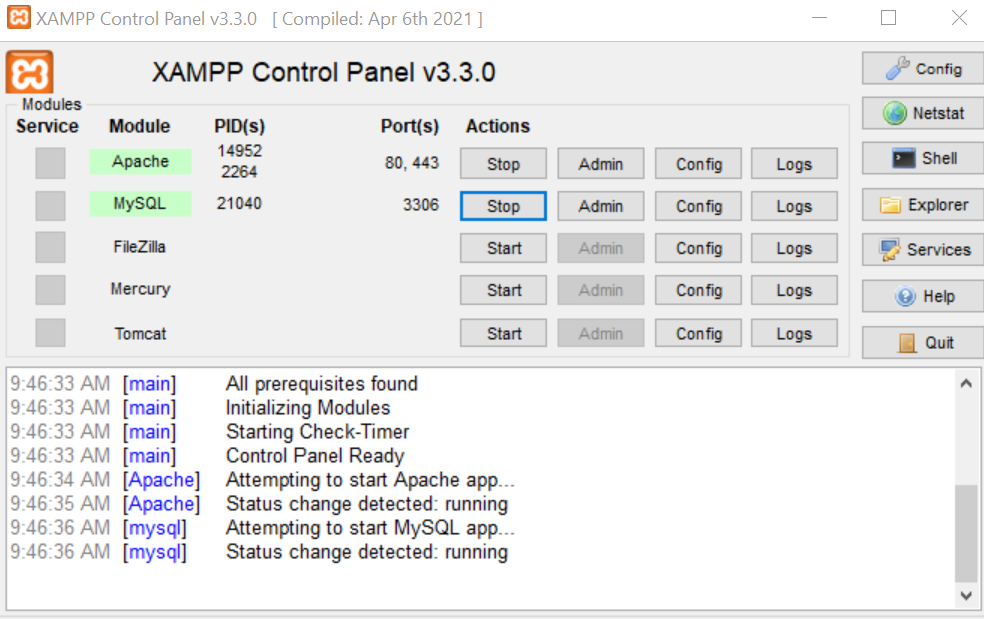 XAMPP Control Panel v3.3.0 [ Compiled: Apr 6th 2021 ]
XAMPP Control Panel v3.3.0
Config
Modules
Service Module PID(s) Port(s) Actions
Netstat
Apache 14952 2264 80, 443 Stop Admin Config Logs
Shell
MySQL 21040 3306 Stop Admin Config Logs
Explorer
FileZilla Start Admin Config Logs
Services
Mercury Start Admin Config Logs
Help
Tomcat Start Admin Config Logs
Quit
9:46:33 AM [main] All prerequisites found
9:46:33 AM [main] Initializing Modules
9:46:33 AM [main] Starting Check-Timer
9:46:33 AM [main] Control Panel Ready
9:46:34 AM [Apache] Attempting to start Apache app...
9:46:35 AM [Apache] Status change detected: running
9:46:36 AM [mysql] Attempting to start MySQL app...
9:46:36 AM [mysql] Status change detected: running